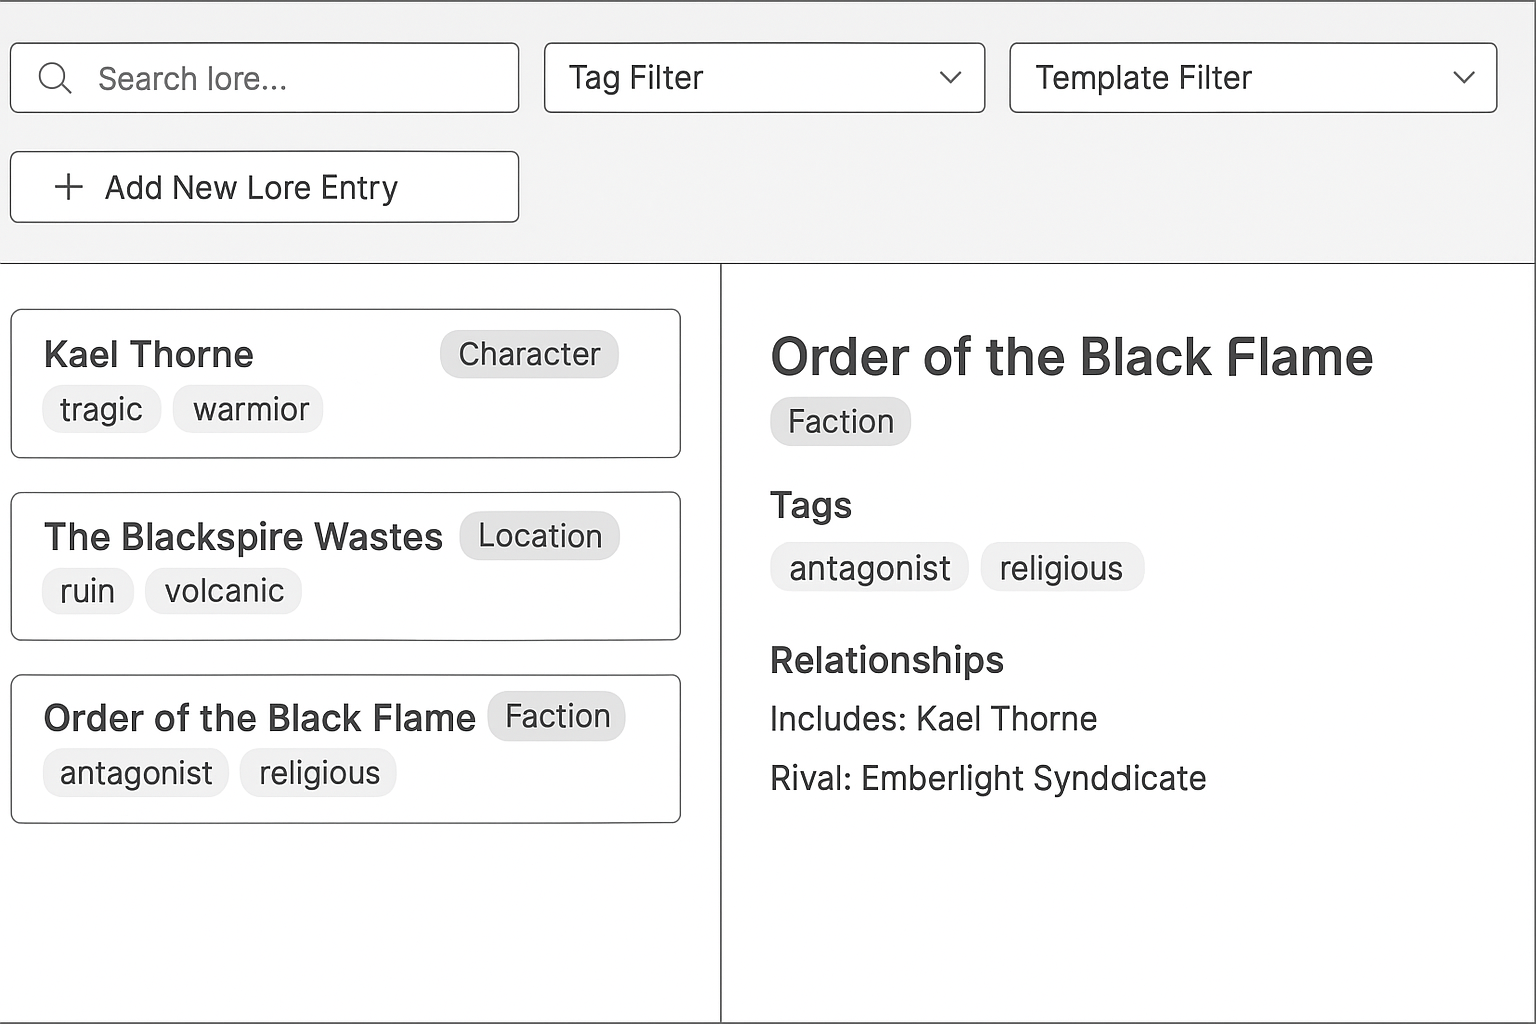 Search lore...
Tag Filter
Template Filter
Add New Lore Entry
Kael Thorne
Character
tragic
warmior
The Blackspire Wastes
Location
ruin
volcanic
Order of the Black Flame
Faction
antagonist
religious
Order of the Black Flame
Faction
Tags
antagonist
religious
Relationships
Includes: Kael Thorne
Rival: Emberlight Synddicate